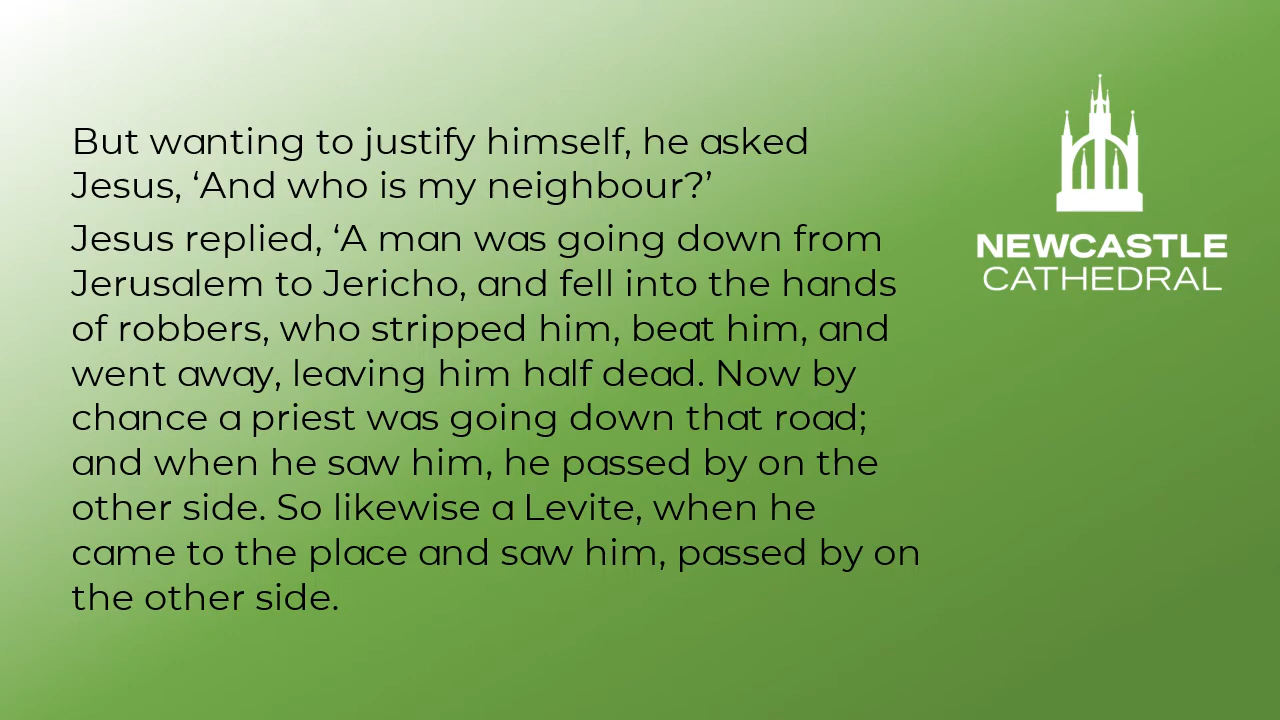 But wanting to justify himself, he asked
Jesus, ‘And who is my neighbour?’
Jesus replied, ‘A man was going down from
Jerusalem to Jericho, and fell into the hands
of robbers, who stripped him, beat him, and
went away, leaving him half dead. Now by
chance a priest was going down that road;
and when he saw him, he passed by on the
other side. So likewise a Levite, when he
came to the place and saw him, passed by on
the other side.
NEWCASTLE
CATHEDRAL